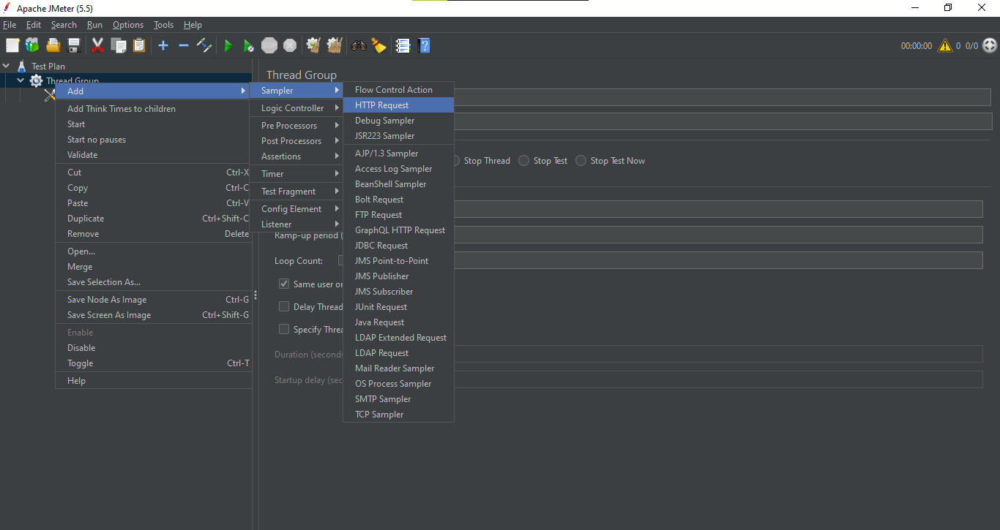 Apache JMeter (5.5)
File Edit Search Run Options Tools Help
00:00:00 0 0/0
Test Plan
Thread Group
Add
Add Think Times to children
Start
Start no pauses
Validate
Cut Ctrl-X
Copy Ctrl-C
Paste Ctrl-V
Duplicate Ctrl+Shift-C
Remove Delete
Open...
Merge
Save Selection As...
Save Node As Image Ctrl-G
Save Screen As Image Ctrl+Shift-G
Enable
Disable
Toggle Ctrl-T
Help
Sampler
Logic Controller
Pre Processors
Post Processors
Assertions
Timer
Test Fragment
Config Element
Listener
Flow Control Action
HTTP Request
Debug Sampler
JSR223 Sampler
AJP/1.3 Sampler
Access Log Sampler
BeanShell Sampler
Bolt Request
FTP Request
GraphQL HTTP Request
JDBC Request
JMS Point-to-Point
JMS Publisher
JMS Subscriber
JUnit Request
Java Request
LDAP Extended Request
LDAP Request
Mail Reader Sampler
OS Process Sampler
SMTP Sampler
TCP Sampler
Thread Group
Stop Thread Stop Test Stop Test Now
Ramp-up period (
Loop Count:
Same user
Delay Thread
Specify
Duration (seconds
Startup delay (sec